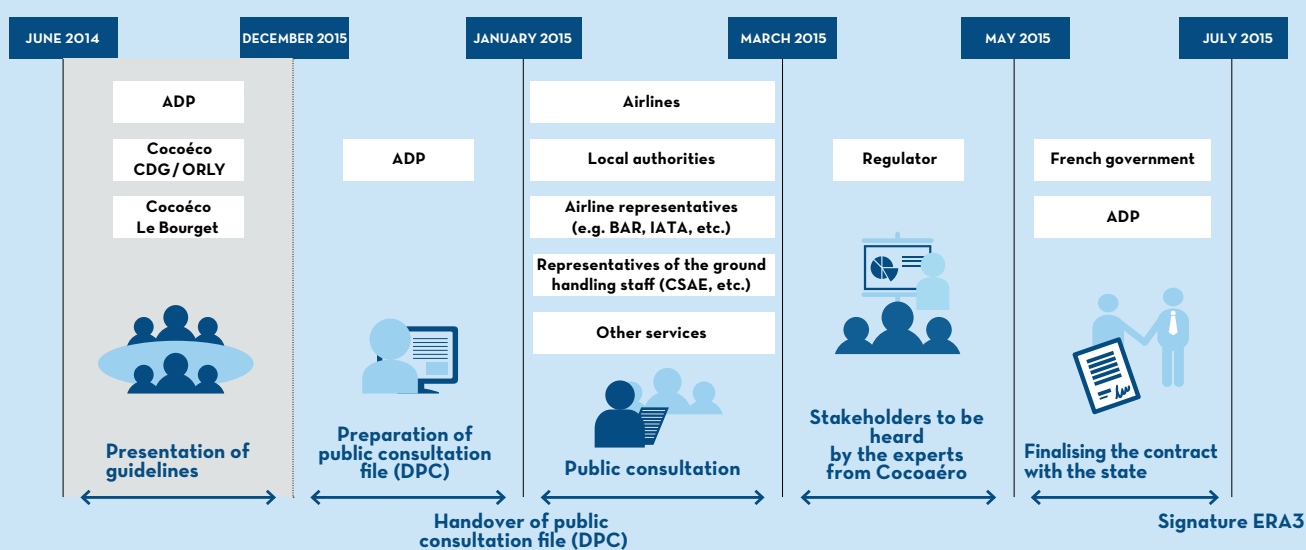 JUNE 2014
DECEMBER 2015
JANUARY 2015
MARCH 2015
MAY 2015
JULY 2015
ADP
Cocoéco
CDG / ORLY
Cocoéco
Le Bourget
Presentation of
guidelines
ADP
Preparation of
public consultation
file (DPC)
Handover of public
consultation file (DPC)
Airlines
Local authorities
Airline representatives
(e.g. BAR, IATA, etc.)
Representatives of the ground
handling staff (CSAE, etc.)
Other services
Public consultation
Regulator
Stakeholders to be
heard
by the experts
from Cocoaéro
French government
ADP
Finalising the contract
with the state
Signature ERA3